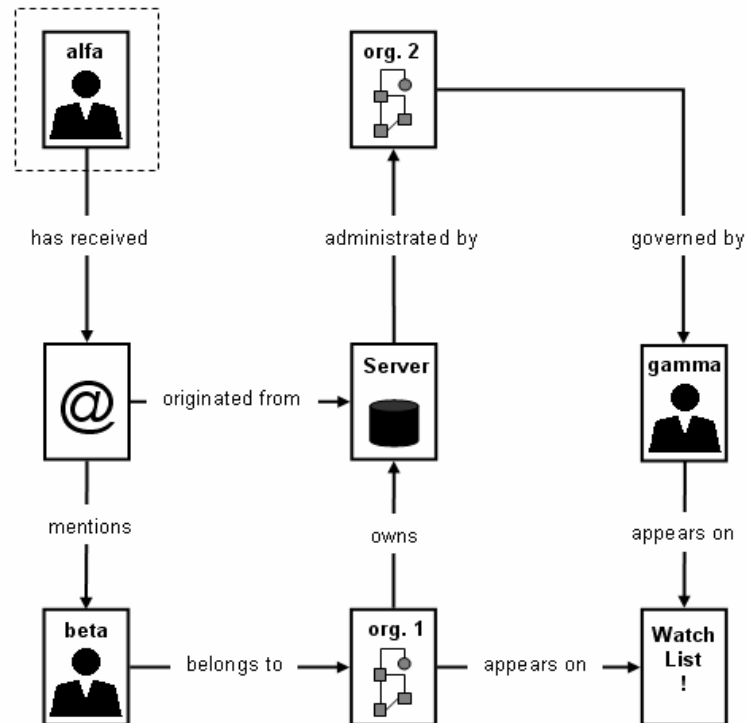 alfa
org. 2
has received
administrated by
governed by
@
originated from
Server
gamma
mentions
owns
appears on
beta
belongs to
org. 1
appears on
Watch
List
!